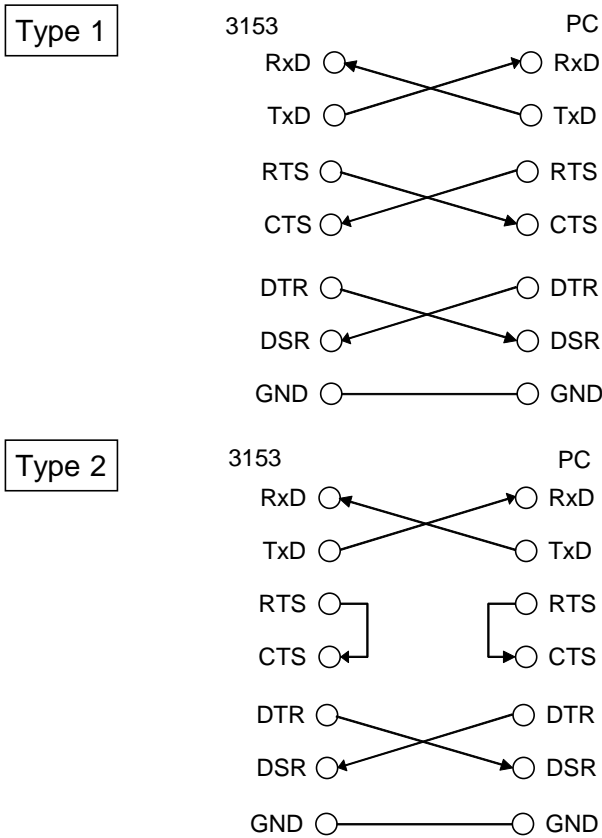 Type 1
3153 PC
RxD RxD
TxD TxD
RTS RTS
CTS CTS
DTR DTR
DSR DSR
GND GND
Type 2
3153 PC
RxD RxD
TxD TxD
RTS RTS
CTS CTS
DTR DTR
DSR DSR
GND GND